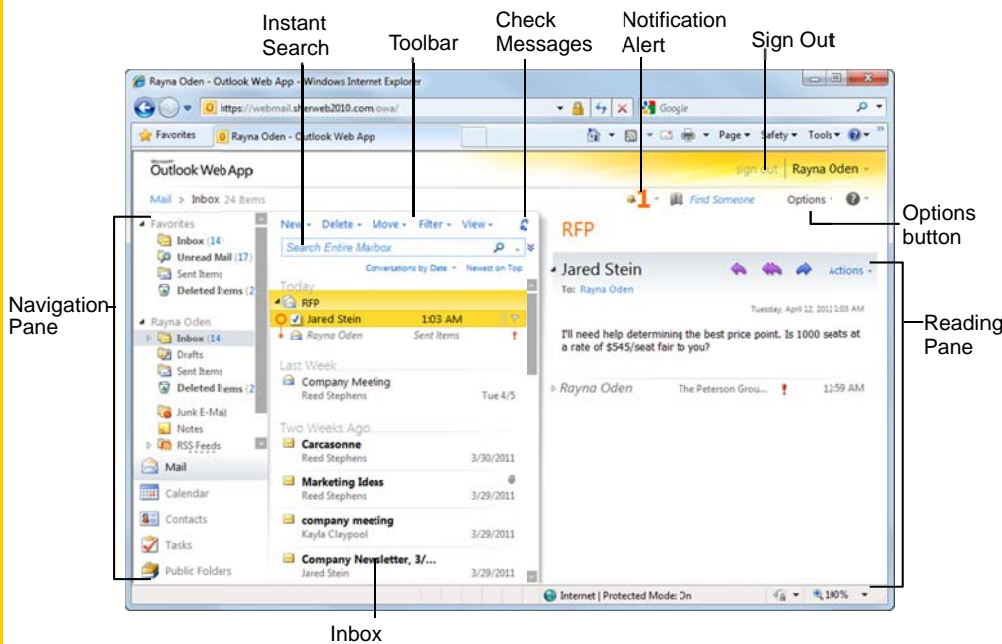 Instant Search
Toolbar
Check Messages
Notification Alert
Sign Out
Rayna Oden - Outlook Web App - Windows Internet Explorer
https://webmail.sherweb2010.com/owa/
Google
Favorites
Rayna Oden - Outlook Web App
Page
Safety
Tools
Microsoft
Outlook Web App
sign out
Rayna Oden
Mail > Inbox 24 Items
1
Find Someone
Options
Options button
Navigation Pane
Favorites
Inbox (14
Unread Mail (17)
Sent Items
Deleted Items (2
Rayna Oden
Inbox (14
Drafts
Sent Items
Deleted Items (2
Junk E-Mail
Notes
RSS Feeds
Mail
Calendar
Contacts
Tasks
Public Folders
New Delete Move Filter View
Search Entire Mailbox
Conversations by Date Newest on Top
Today
RFP
Jared Stein 1:03 AM
Rayna Oden Sent Items
Last Week
Company Meeting
Reed Stephens Tue 4/5
Two Weeks Ago
Carcasonne
Reed Stephens 3/30/2011
Marketing Ideas
Reed Stephens 3/29/2011
company meeting
Kayla Claypool 3/29/2011
Company Newsletter, 3/...
Jared Stein 3/29/2011
RFP
Jared Stein
Actions
To: Rayna Oden
Tuesday, April 12, 2011 1:03 AM
I'll need help determining the best price point. Is 1000 seats at
a rate of $545/seat fair to you?
Rayna Oden The Peterson Grou... 12:59 AM
Reading Pane
Internet | Protected Mode: On
100%
Inbox